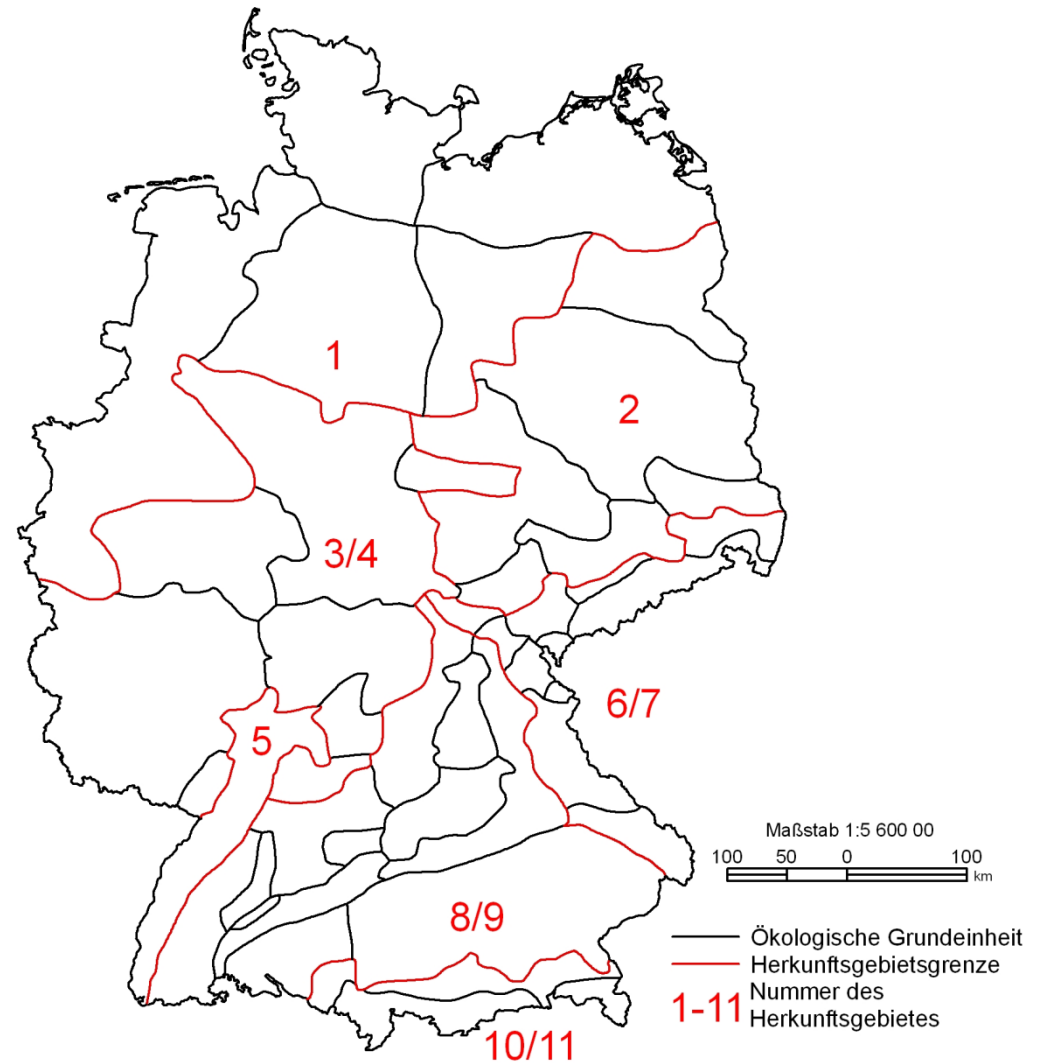 1
2
3/4
6/7
5
Maßstab 1:5 600 00
100 50 0 100
km
8/9
Ökologische Grundeinheit
Herkunftsgebietsgrenze
1-11 Nummer des
Herkunftsgebietes
10/11